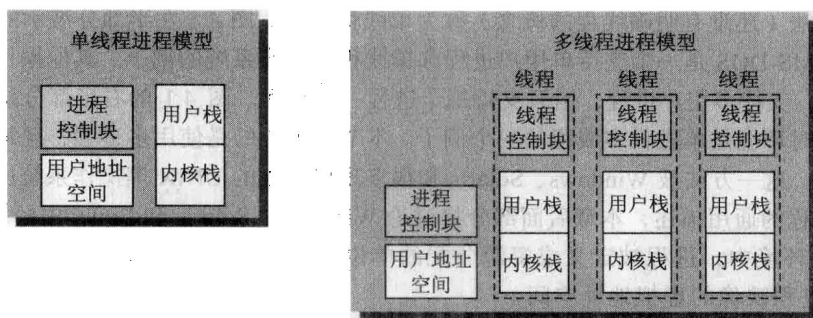 单线程进程模型
进程
控制块
用户地址
空间
用户栈
内核栈
多线程进程模型
线程
线程
线程
线程
控制块
线程
控制块
线程
控制块
进程
控制块
用户地址
空间
用户栈
内核栈
用户栈
内核栈
用户栈
内核栈